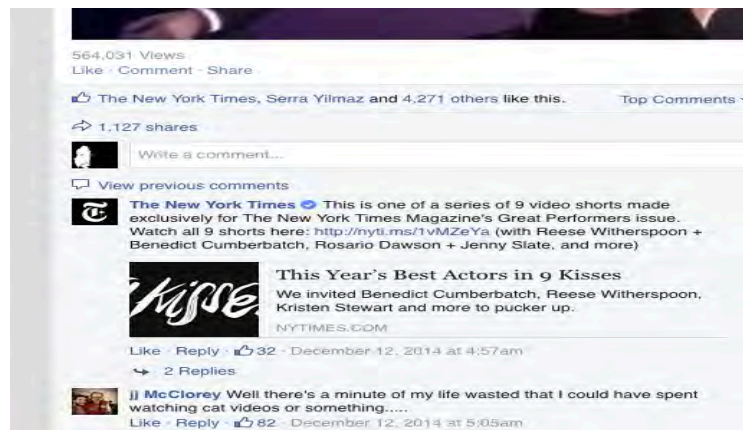 564,031 Views
Like · Comment · Share
The New York Times, Serra Yilmaz and 4,271 others like this. Top Comments
1,127 shares
Write a comment...
View previous comments
The New York Times This is one of a series of 9 video shorts made
exclusively for The New York Times Magazine's Great Performers issue.
Watch all 9 shorts here: http://nyti.ms/1vMZeYa (with Reese Witherspoon +
Benedict Cumberbatch, Rosario Dawson + Jenny Slate, and more)
Kisse
This Year's Best Actors in 9 Kisses
We invited Benedict Cumberbatch, Reese Witherspoon,
Kristen Stewart and more to pucker up.
NYTIMES.COM
Like · Reply · 32 · December 12, 2014 at 4:57am
2 Replies
jj McClorey Well there's a minute of my life wasted that I could have spent
watching cat videos or something.....
Like · Reply · 82 · December 12, 2014 at 5:05am